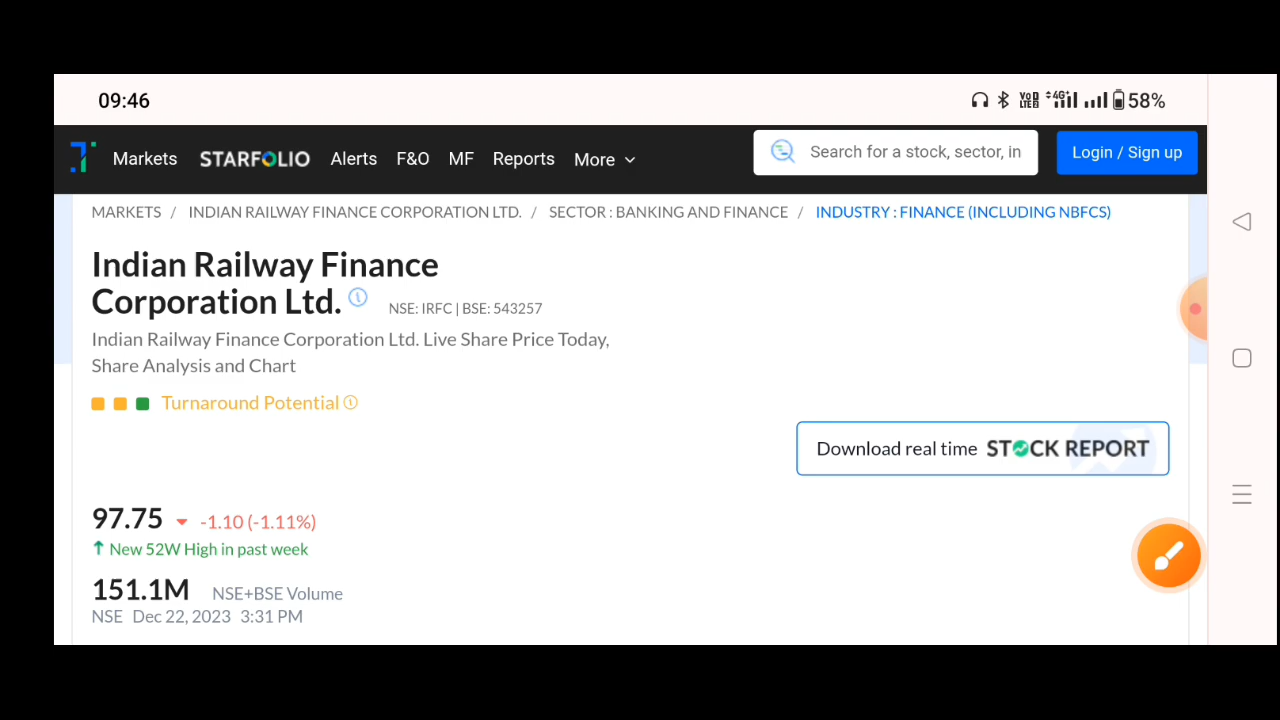 09:46
VoD LTED 4G+ 58%
Markets STARFOLIO Alerts F&O MF Reports More Search for a stock, sector, in Login / Sign up
MARKETS / INDIAN RAILWAY FINANCE CORPORATION LTD. / SECTOR : BANKING AND FINANCE / INDUSTRY : FINANCE (INCLUDING NBFCS)
Indian Railway Finance
Corporation Ltd. NSE: IRFC | BSE: 543257
Indian Railway Finance Corporation Ltd. Live Share Price Today,
Share Analysis and Chart
Turnaround Potential
Download real time STOCK REPORT
97.75 -1.10 (-1.11%)
New 52W High in past week
151.1M NSE+BSE Volume
NSE Dec 22, 2023 3:31 PM